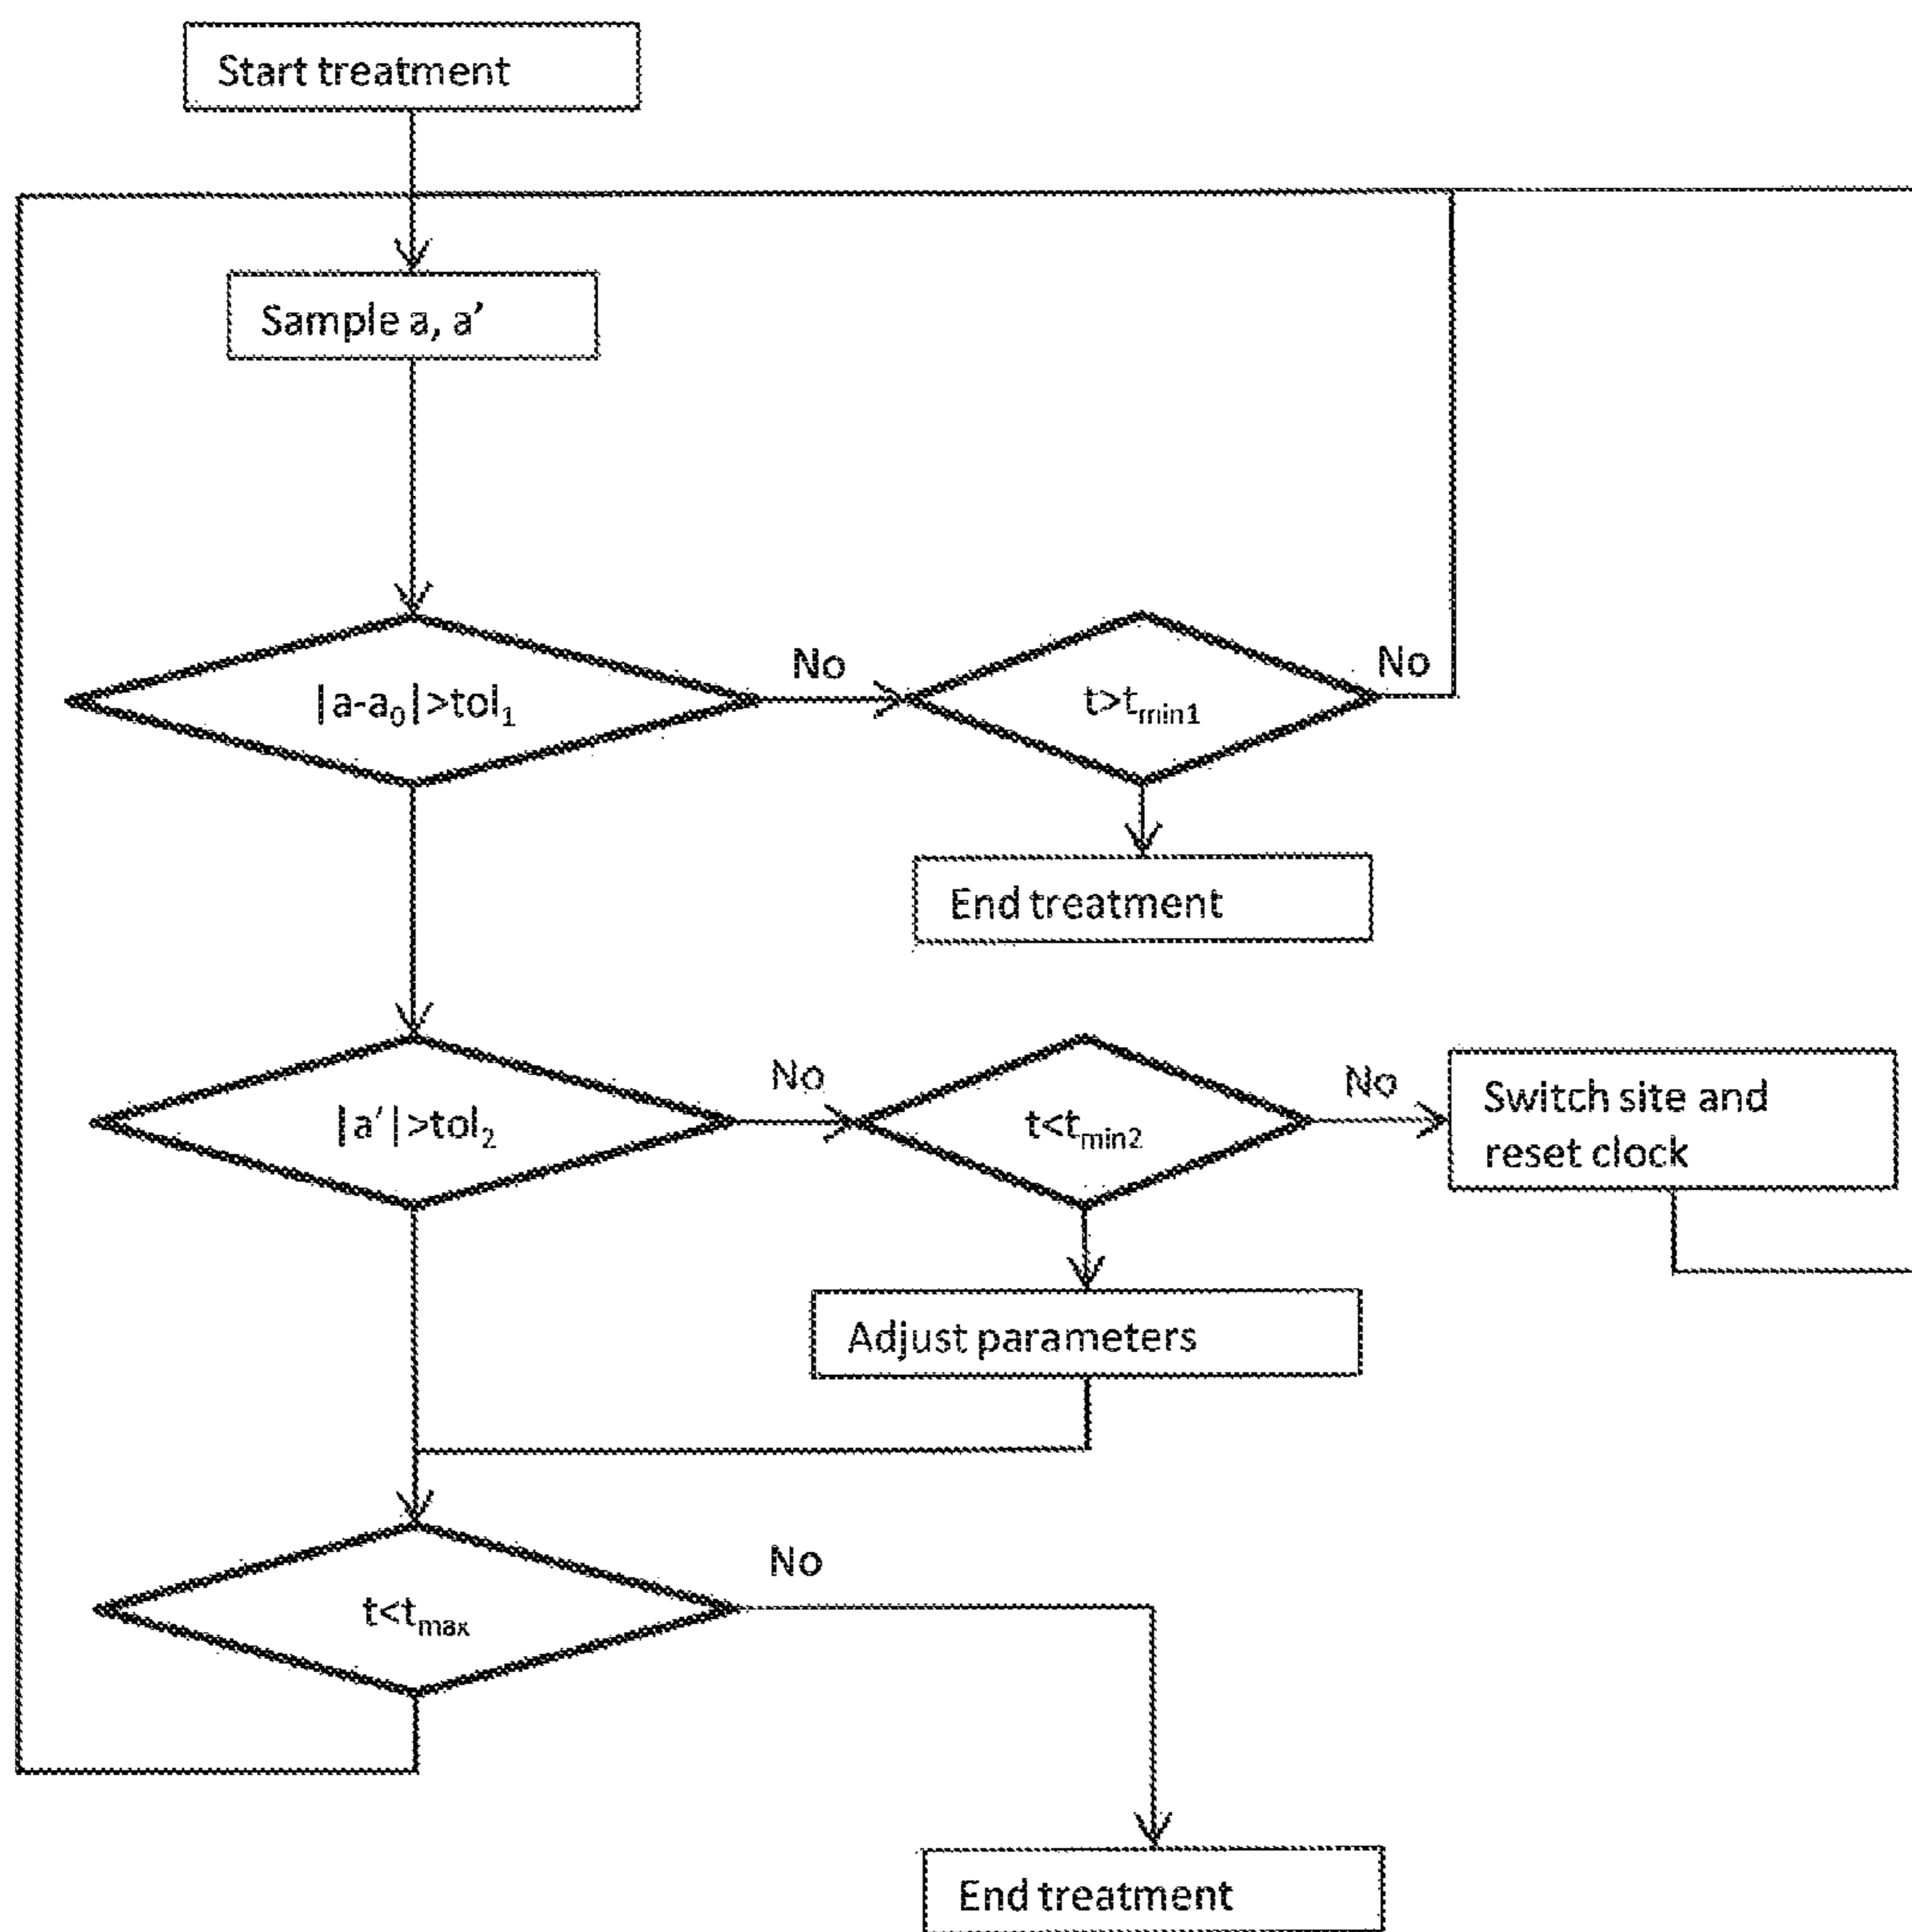 Start treatment
Sample a, a’
|a-a₀|>tol₁
No
t>tₘᵢₙ₁
No
End treatment
|a’|>tol₂
No
t<tₘᵢₙ₂
No
Switch site and
reset clock
Adjust parameters
t<tₘₐₓ
No
End treatment